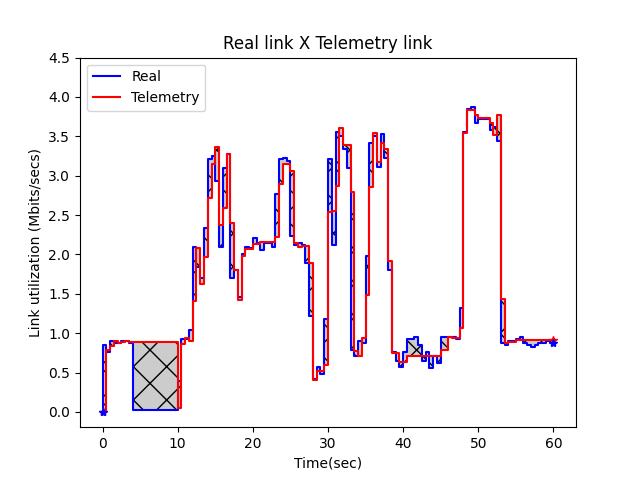 Real link X Telemetry link
Real
Telemetry
Link utilization (Mbits/secs)
4.5
4.0
3.5
3.0
2.5
2.0
1.5
1.0
0.5
0.0
0 10 20 30 40 50 60
Time(sec)